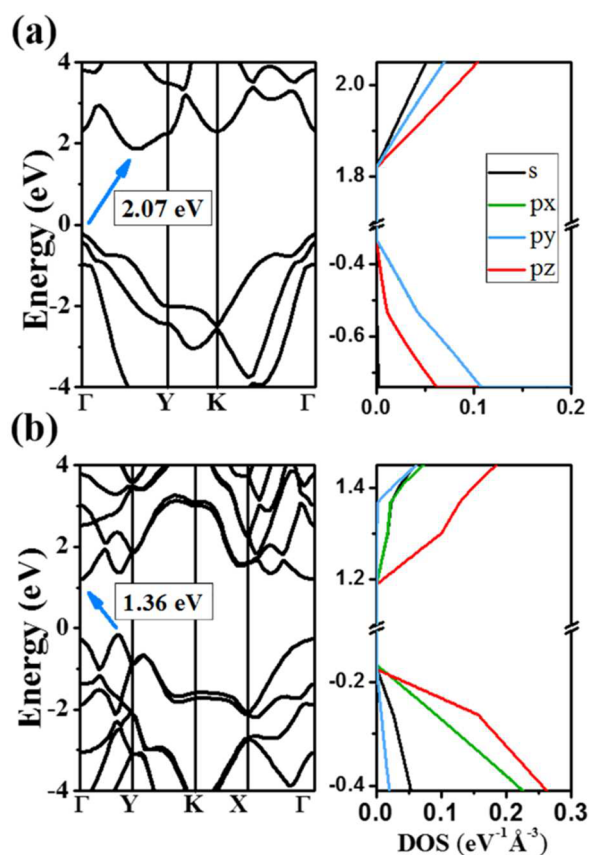 (a)
4
2
0
-2
-4
Energy (eV)
2.07 eV
Γ
Y
K
Γ
2.0
1.8
-0.4
-0.6
s
px
py
pz
0.0
0.1
0.2
(b)
4
2
0
-2
-4
Energy (eV)
1.36 eV
Γ
Y
K
X
Γ
1.4
1.2
-0.2
-0.4
0.0
0.1
0.2
0.3
DOS (eV⁻¹Å⁻³)